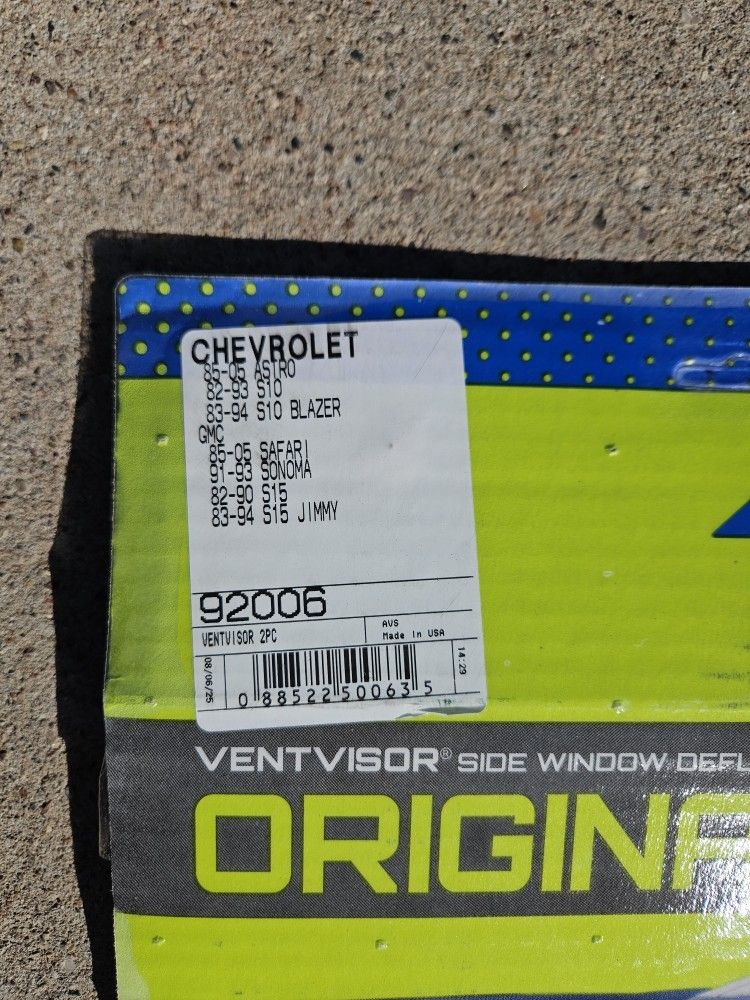 CHEVROLET
85-05 ASTRO
82-93 S10
83-94 S10 BLAZER
GMC
85-05 SAFARI
91-93 SONOMA
82-90 S15
83-94 S15 JIMMY
92006
VENTVISOR 2PC
AVS
Made In USA
08/06/25
14:29
0 88522 50063 5
VENTVISOR® SIDE WINDOW DEFL
ORIGINA